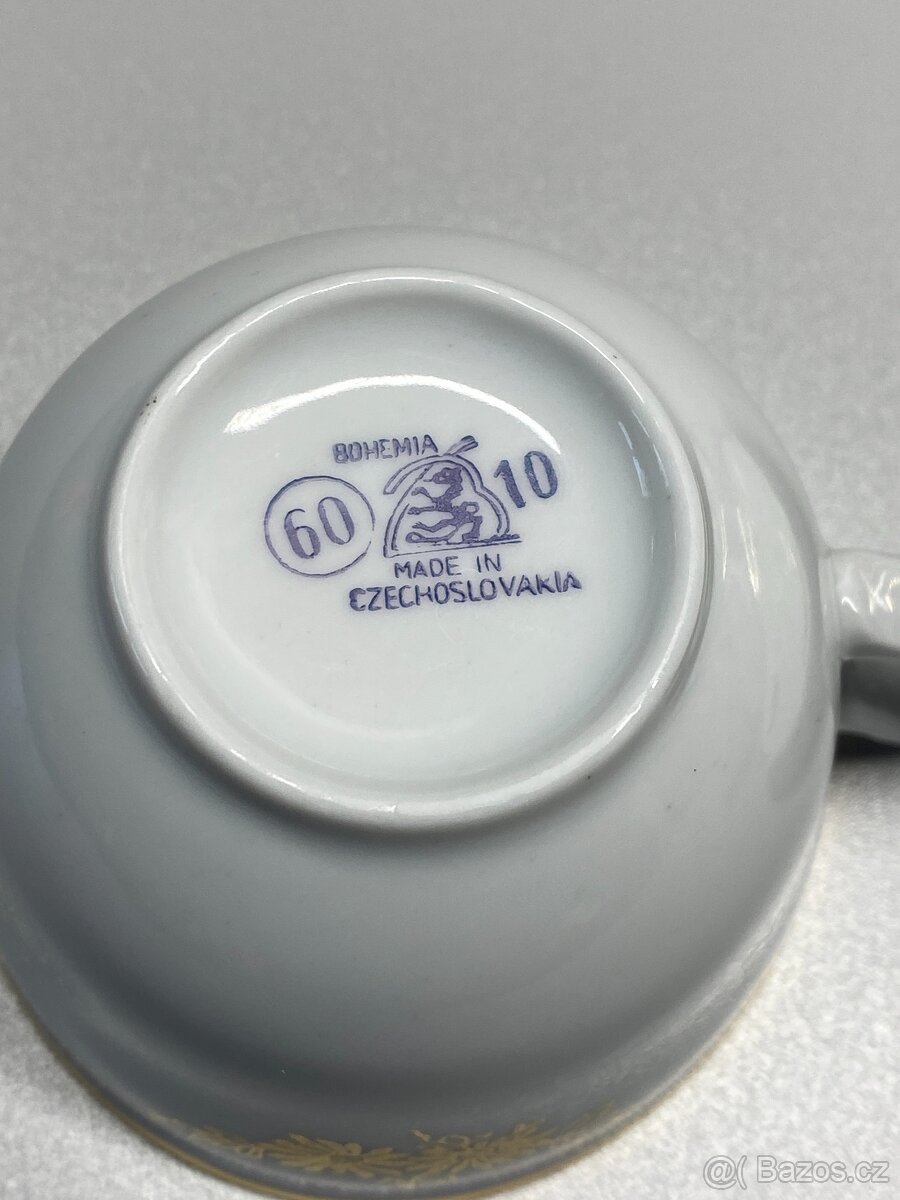 BOHEMIA
60 10
MADE IN
CZECHOSLOVAKIA
@( Bazos.cz